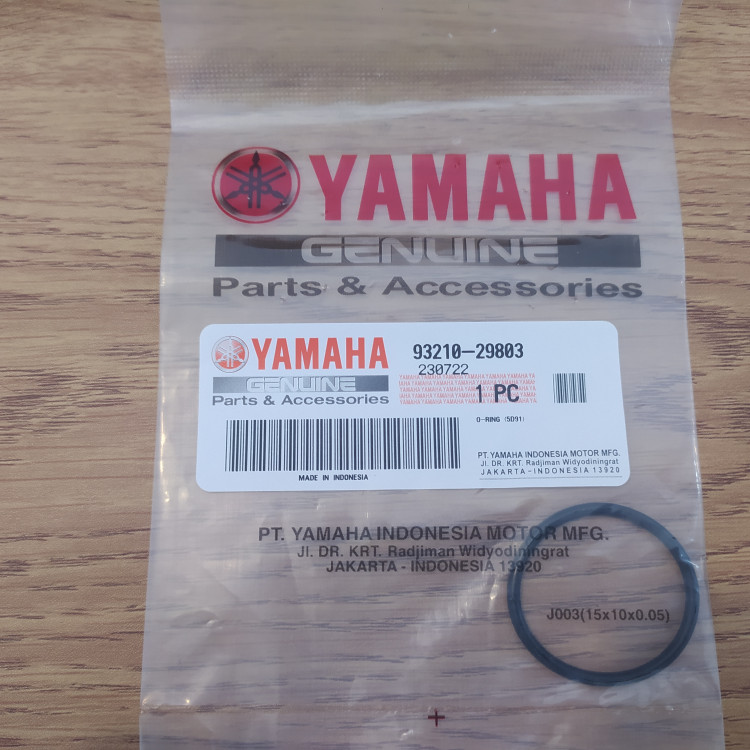 YAMAHA
GENUINE
Parts & Accessories
YAMAHA
GENUINE
Parts & Accessories
93210-29803
230722
1 PC
O-RING (5D91)
MADE IN INDONESIA
PT. YAMAHA INDONESIA MOTOR MFG.
Jl. DR. KRT. Radjiman Widyodiningrat
JAKARTA-INDONESIA 13920
PT. YAMAHA INDONESIA MOTOR MFG.
Jl. DR. KRT. Radjiman Widyodiningrat
JAKARTA - INDONESIA 13920
J003(15x10x0.05)